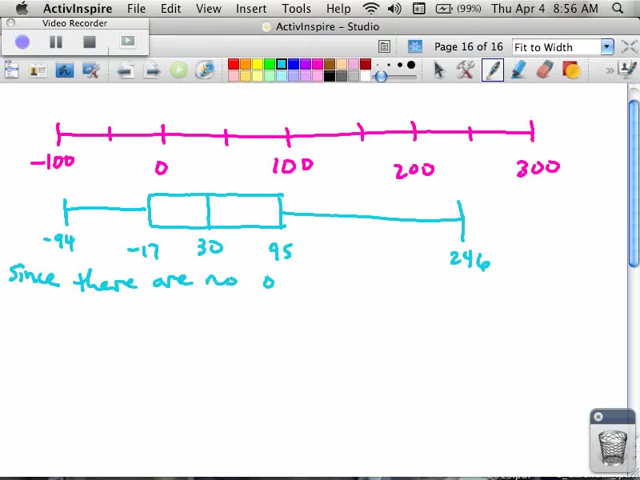 ActivInspire File Edit View Insert Tools Help (99%) Thu Apr 4 8:56 AM
Video Recorder
ActivInspire - Studio
Page 16 of 16 Fit to Width
-100 0 100 200 300
-94 -17 30 95 246
Since there are no o